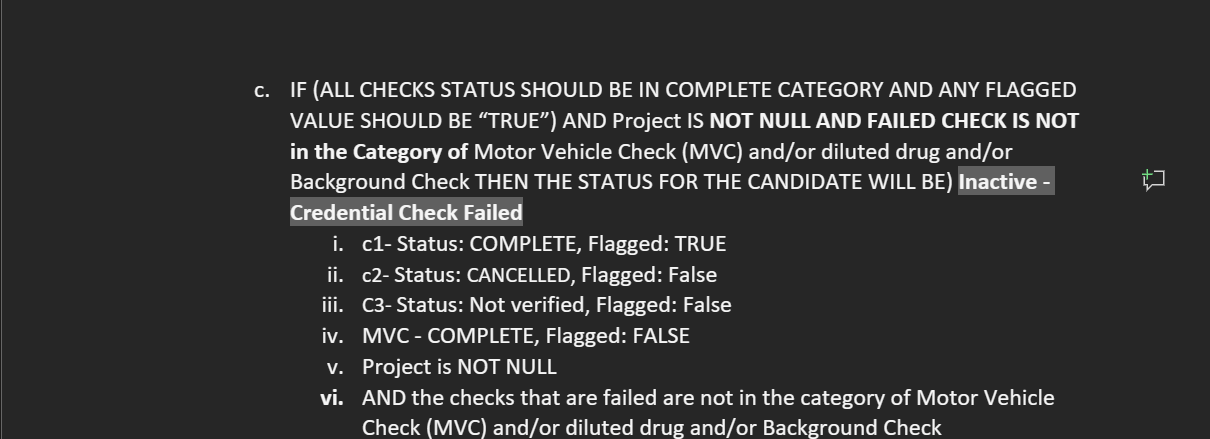 c. IF (ALL CHECKS STATUS SHOULD BE IN COMPLETE CATEGORY AND ANY FLAGGED
VALUE SHOULD BE “TRUE”) AND Project IS NOT NULL AND FAILED CHECK IS NOT
in the Category of Motor Vehicle Check (MVC) and/or diluted drug and/or
Background Check THEN THE STATUS FOR THE CANDIDATE WILL BE) Inactive -
Credential Check Failed
i. c1- Status: COMPLETE, Flagged: TRUE
ii. c2- Status: CANCELLED, Flagged: False
iii. C3- Status: Not verified, Flagged: False
iv. MVC - COMPLETE, Flagged: FALSE
v. Project is NOT NULL
vi. AND the checks that are failed are not in the category of Motor Vehicle
Check (MVC) and/or diluted drug and/or Background Check